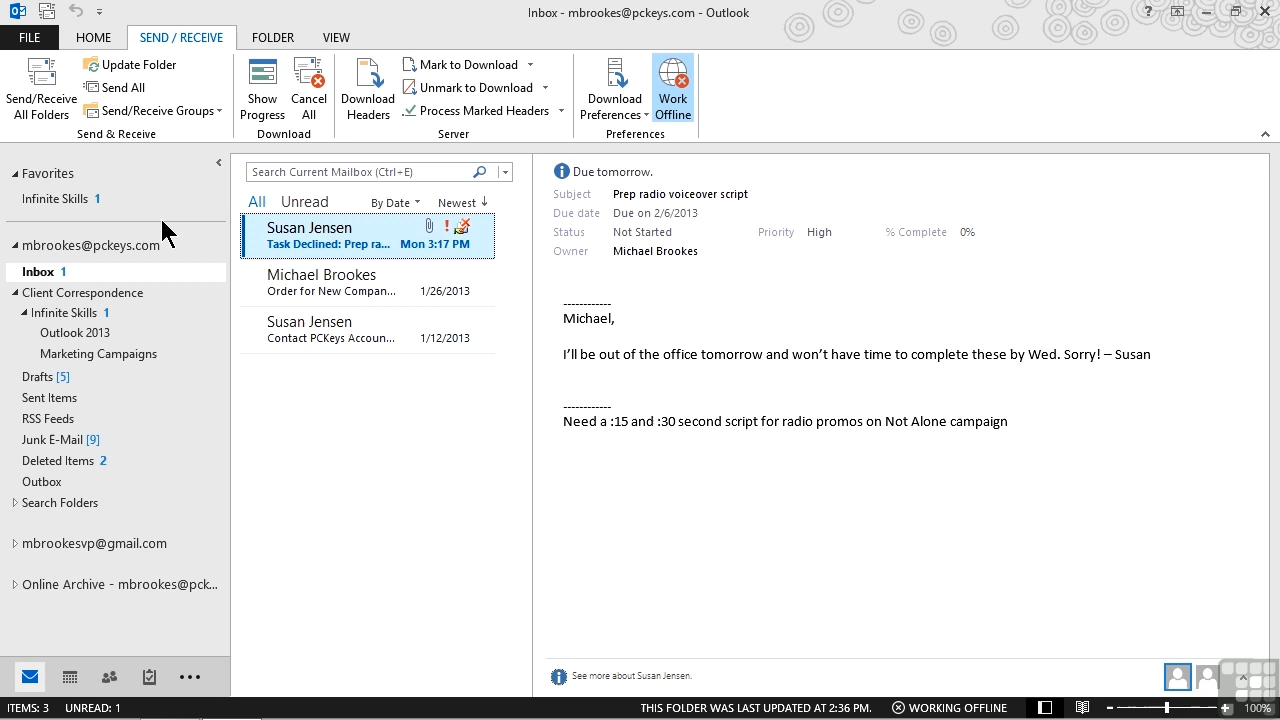 Inbox - mbrookes@pckeys.com - Outlook
FILE
HOME
SEND / RECEIVE
FOLDER
VIEW
Send/Receive
All Folders
Update Folder
Send All
Send/Receive Groups
Send & Receive
Show
Progress
Cancel
All
Download
Download
Headers
Mark to Download
Unmark to Download
Process Marked Headers
Server
Download
Preferences
Work
Offline
Preferences
Favorites
Infinite Skills 1
mbrookes@pckeys.com
Inbox 1
Client Correspondence
Infinite Skills 1
Outlook 2013
Marketing Campaigns
Drafts [5]
Sent Items
RSS Feeds
Junk E-Mail [9]
Deleted Items 2
Outbox
Search Folders
mbrookesvp@gmail.com
Online Archive - mbrookes@pck...
Search Current Mailbox (Ctrl+E)
All Unread By Date Newest
Susan Jensen
Task Declined: Prep ra... Mon 3:17 PM
Michael Brookes
Order for New Compan... 1/26/2013
Susan Jensen
Contact PCKeys Accoun... 1/12/2013
Due tomorrow.
Subject Prep radio voiceover script
Due date Due on 2/6/2013
Status Not Started Priority High % Complete 0%
Owner Michael Brookes
------------
Michael,
I'll be out of the office tomorrow and won't have time to complete these by Wed. Sorry! – Susan
------------
Need a :15 and :30 second script for radio promos on Not Alone campaign
See more about Susan Jensen.
ITEMS: 3 UNREAD: 1 THIS FOLDER WAS LAST UPDATED AT 2:36 PM. WORKING OFFLINE 100%